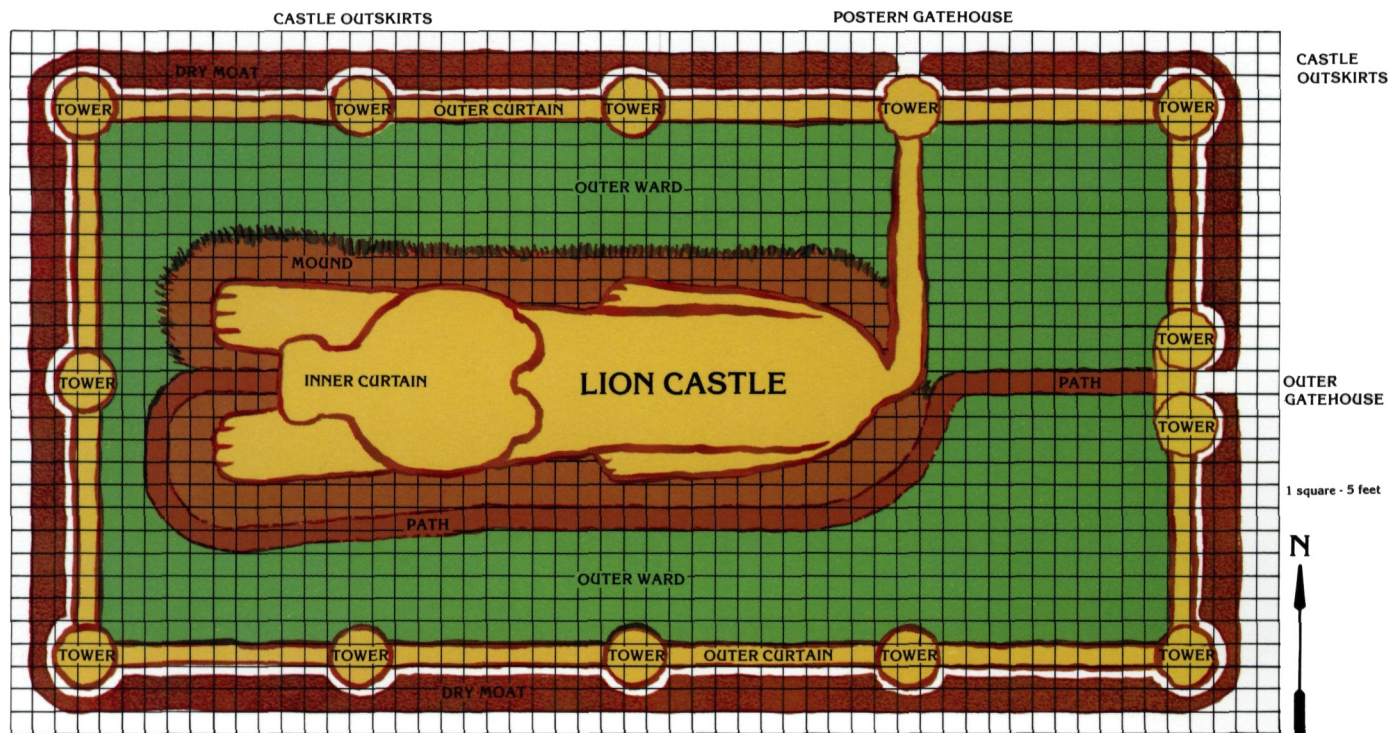 CASTLE OUTSKIRTS
POSTERN GATEHOUSE
CASTLE
OUTSKIRTS
DRY MOAT
TOWER
TOWER
OUTER CURTAIN
TOWER
TOWER
TOWER
OUTER WARD
MOUND
TOWER
TOWER
INNER CURTAIN
LION CASTLE
PATH
OUTER
GATEHOUSE
TOWER
1 square - 5 feet
PATH
N
OUTER WARD
TOWER
TOWER
TOWER
OUTER CURTAIN
TOWER
TOWER
DRY MOAT